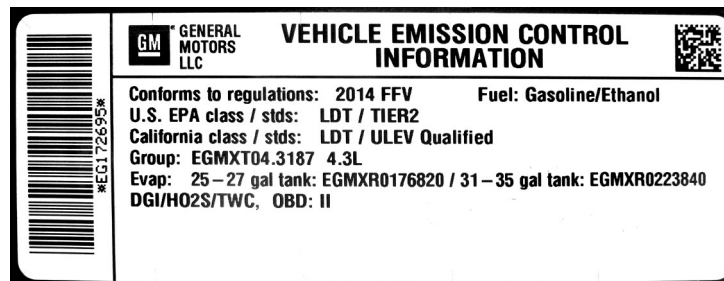 GM GENERAL
MOTORS
LLC
VEHICLE EMISSION CONTROL
INFORMATION
Conforms to regulations: 2014 FFV Fuel: Gasoline/Ethanol
U.S. EPA class / stds: LDT / TIER2
California class / stds: LDT / ULEV Qualified
Group: EGMXT04.3187 4.3L
Evap: 25–27 gal tank: EGMXR0176820 / 31–35 gal tank: EGMXR0223840
DGI/HO2S/TWC, OBD: II
*EG172695*